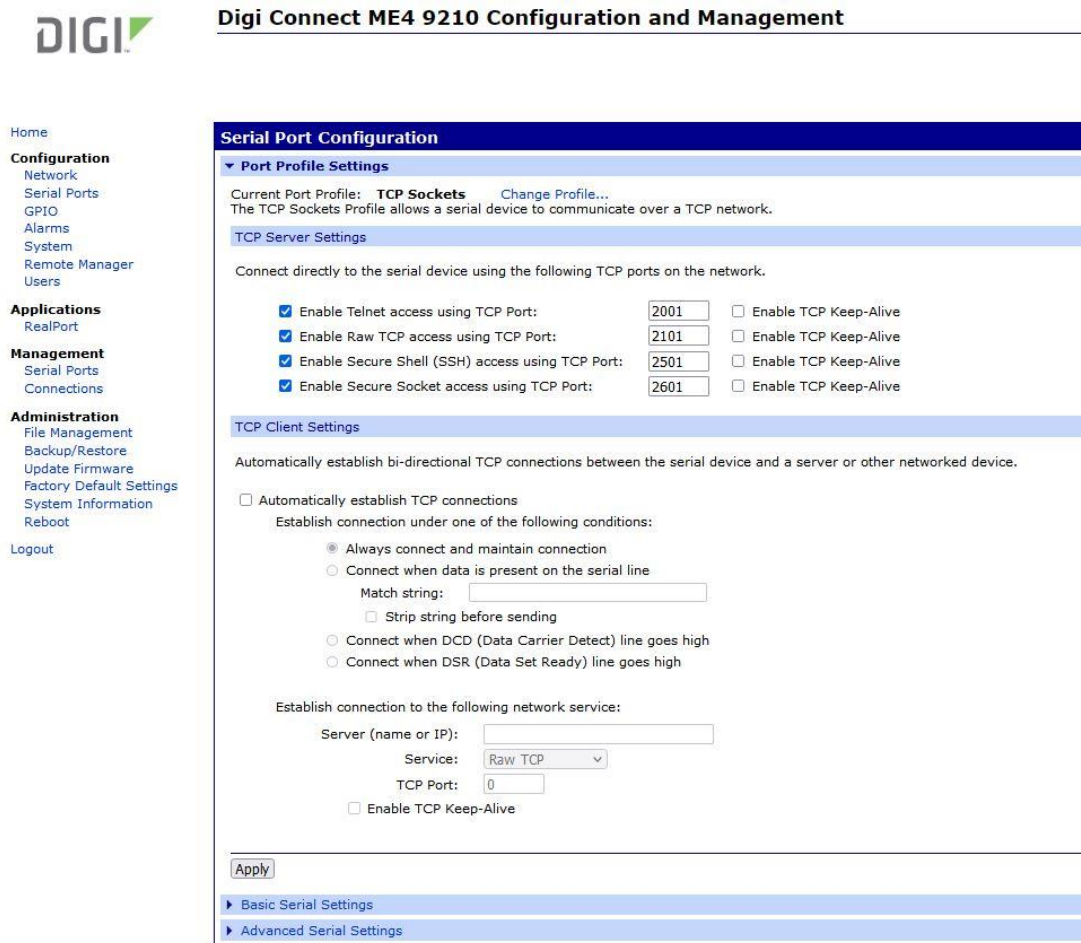 DIGI
Digi Connect ME4 9210 Configuration and Management
Home
Configuration
Network
Serial Ports
GPIO
Alarms
System
Remote Manager
Users
Applications
RealPort
Management
Serial Ports
Connections
Administration
File Management
Backup/Restore
Update Firmware
Factory Default Settings
System Information
Reboot
Logout
Serial Port Configuration
Port Profile Settings
Current Port Profile: TCP Sockets Change Profile...
The TCP Sockets Profile allows a serial device to communicate over a TCP network.
TCP Server Settings
Connect directly to the serial device using the following TCP ports on the network.
Enable Telnet access using TCP Port: 2001 Enable TCP Keep-Alive
Enable Raw TCP access using TCP Port: 2101 Enable TCP Keep-Alive
Enable Secure Shell (SSH) access using TCP Port: 2501 Enable TCP Keep-Alive
Enable Secure Socket access using TCP Port: 2601 Enable TCP Keep-Alive
TCP Client Settings
Automatically establish bi-directional TCP connections between the serial device and a server or other networked device.
Automatically establish TCP connections
Establish connection under one of the following conditions:
Always connect and maintain connection
Connect when data is present on the serial line
Match string:
Strip string before sending
Connect when DCD (Data Carrier Detect) line goes high
Connect when DSR (Data Set Ready) line goes high
Establish connection to the following network service:
Server (name or IP):
Service: Raw TCP
TCP Port: 0
Enable TCP Keep-Alive
Apply
Basic Serial Settings
Advanced Serial Settings